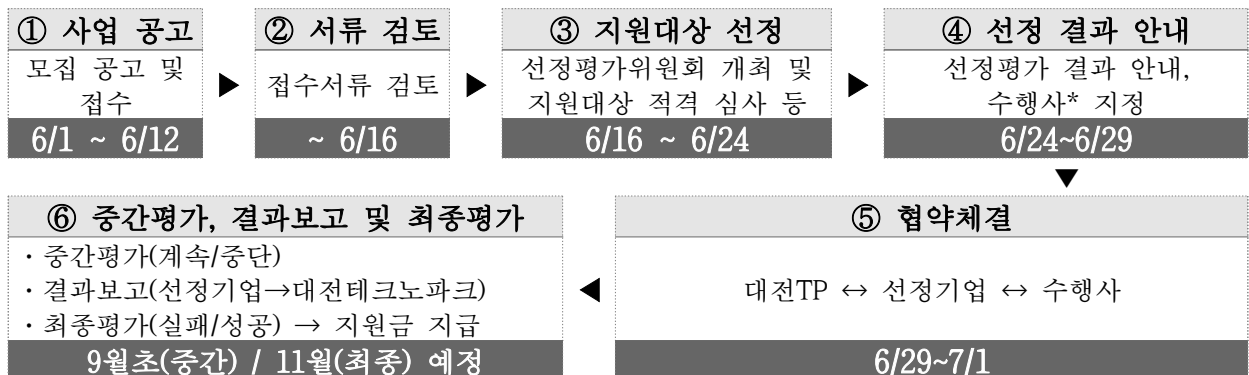 ① 사업 공고
모집 공고 및
접수
6/1 ~ 6/12
② 서류 검토
접수서류 검토
~ 6/16
③ 지원대상 선정
선정평가위원회 개최 및
지원대상 적격 심사 등
6/16 ~ 6/24
④ 선정 결과 안내
선정평가 결과 안내,
수행사* 지정
6/24~6/29
⑤ 협약체결
대전TP ↔ 선정기업 ↔ 수행사
6/29~7/1
⑥ 중간평가, 결과보고 및 최종평가
· 중간평가(계속/중단)
· 결과보고(선정기업→대전테크노파크)
· 최종평가(실패/성공) → 지원금 지급
9월초(중간) / 11월(최종) 예정